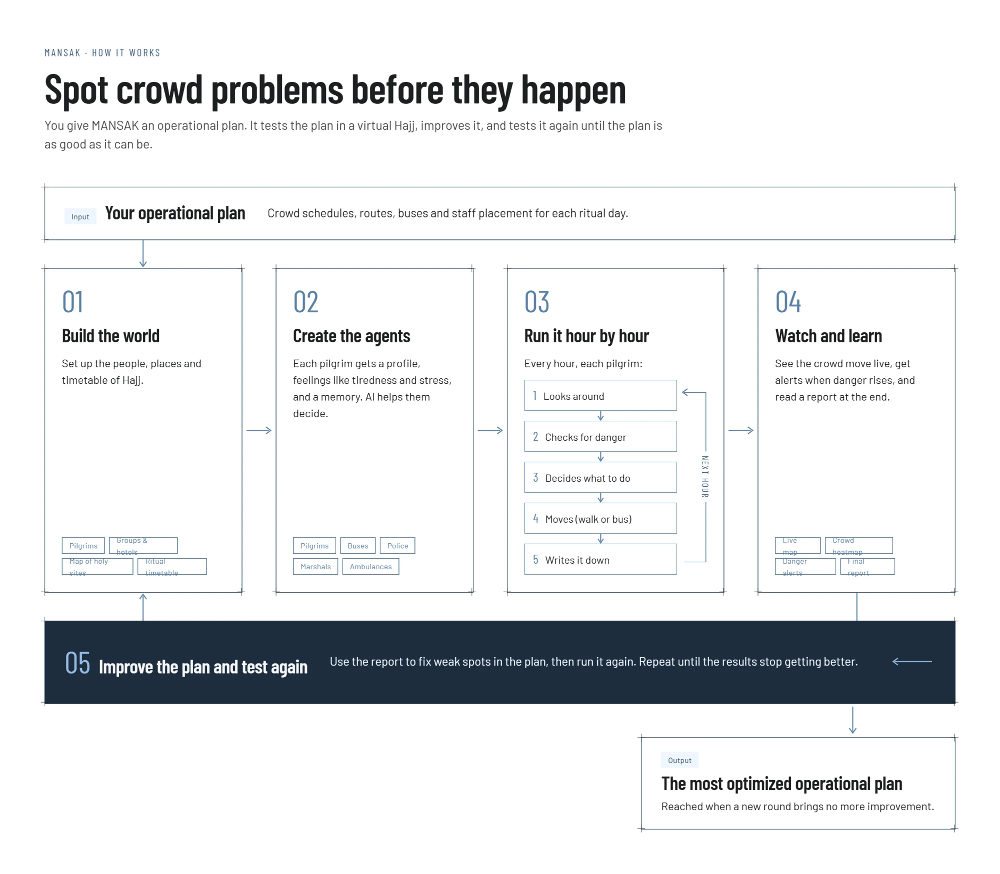 MANSAK · HOW IT WORKS
Spot crowd problems before they happen
You give MANSAK an operational plan. It tests the plan in a virtual Hajj, improves it, and tests it again until the plan is
as good as it can be.
Input
Your operational plan
Crowd schedules, routes, buses and staff placement for each ritual day.
01
Build the world
Set up the people, places and
timetable of Hajj.
Pilgrims
Groups &
hotels
Map of holy
sites
Ritual
timetable
02
Create the agents
Each pilgrim gets a profile,
feelings like tiredness and stress,
and a memory. AI helps them
decide.
Pilgrims
Buses
Police
Marshals
Ambulances
03
Run it hour by hour
Every hour, each pilgrim:
1 Looks around
2 Checks for danger
3 Decides what to do
4 Moves (walk or bus)
5 Writes it down
NEXT HOUR
04
Watch and learn
See the crowd move live, get
alerts when danger rises, and
read a report at the end.
Live
map
Crowd
heatmap
Danger
alerts
Final
report
05 Improve the plan and test again
Use the report to fix weak spots in the plan, then run it again. Repeat until the results stop getting better.
Output
The most optimized operational plan
Reached when a new round brings no more improvement.